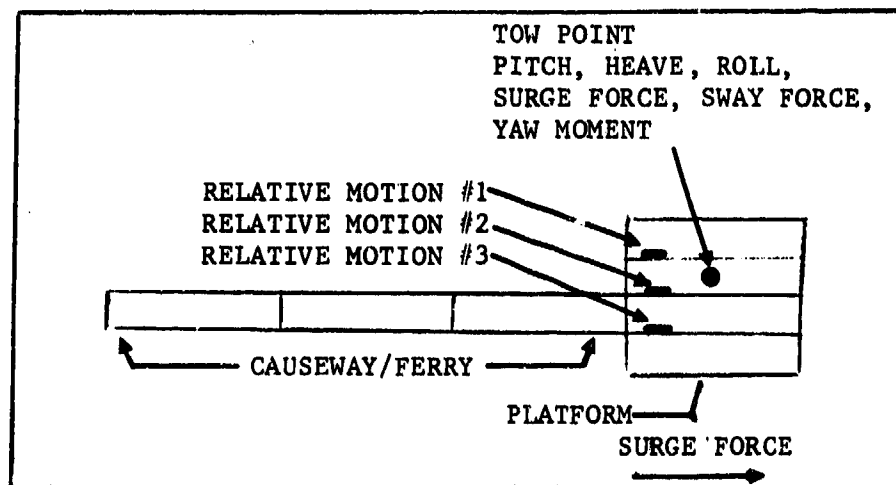 TOW POINT
PITCH, HEAVE, ROLL,
SURGE FORCE, SWAY FORCE,
YAW MOMENT
RELATIVE MOTION #1
RELATIVE MOTION #2
RELATIVE MOTION #3
CAUSEWAY/FERRY
PLATFORM
SURGE FORCE